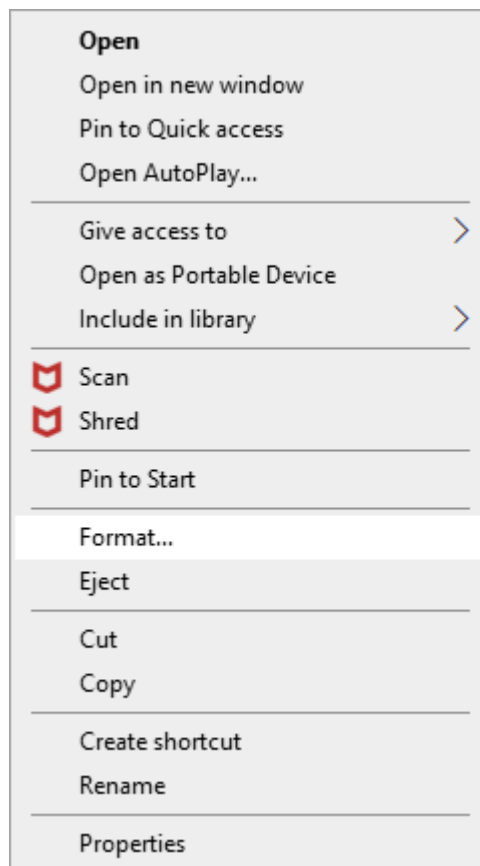 Open
Open in new window
Pin to Quick access
Open AutoPlay...
Give access to
Open as Portable Device
Include in library
Scan
Shred
Pin to Start
Format...
Eject
Cut
Copy
Create shortcut
Rename
Properties